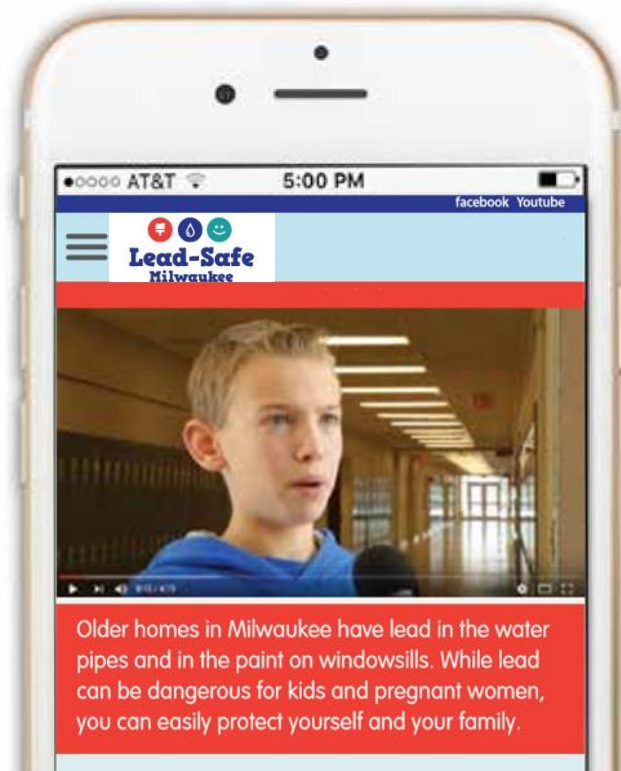 AT&T 5:00 PM
facebook Youtube
Lead-Safe
Milwaukee
Older homes in Milwaukee have lead in the water
pipes and in the paint on windowsills. While lead
can be dangerous for kids and pregnant women,
you can easily protect yourself and your family.